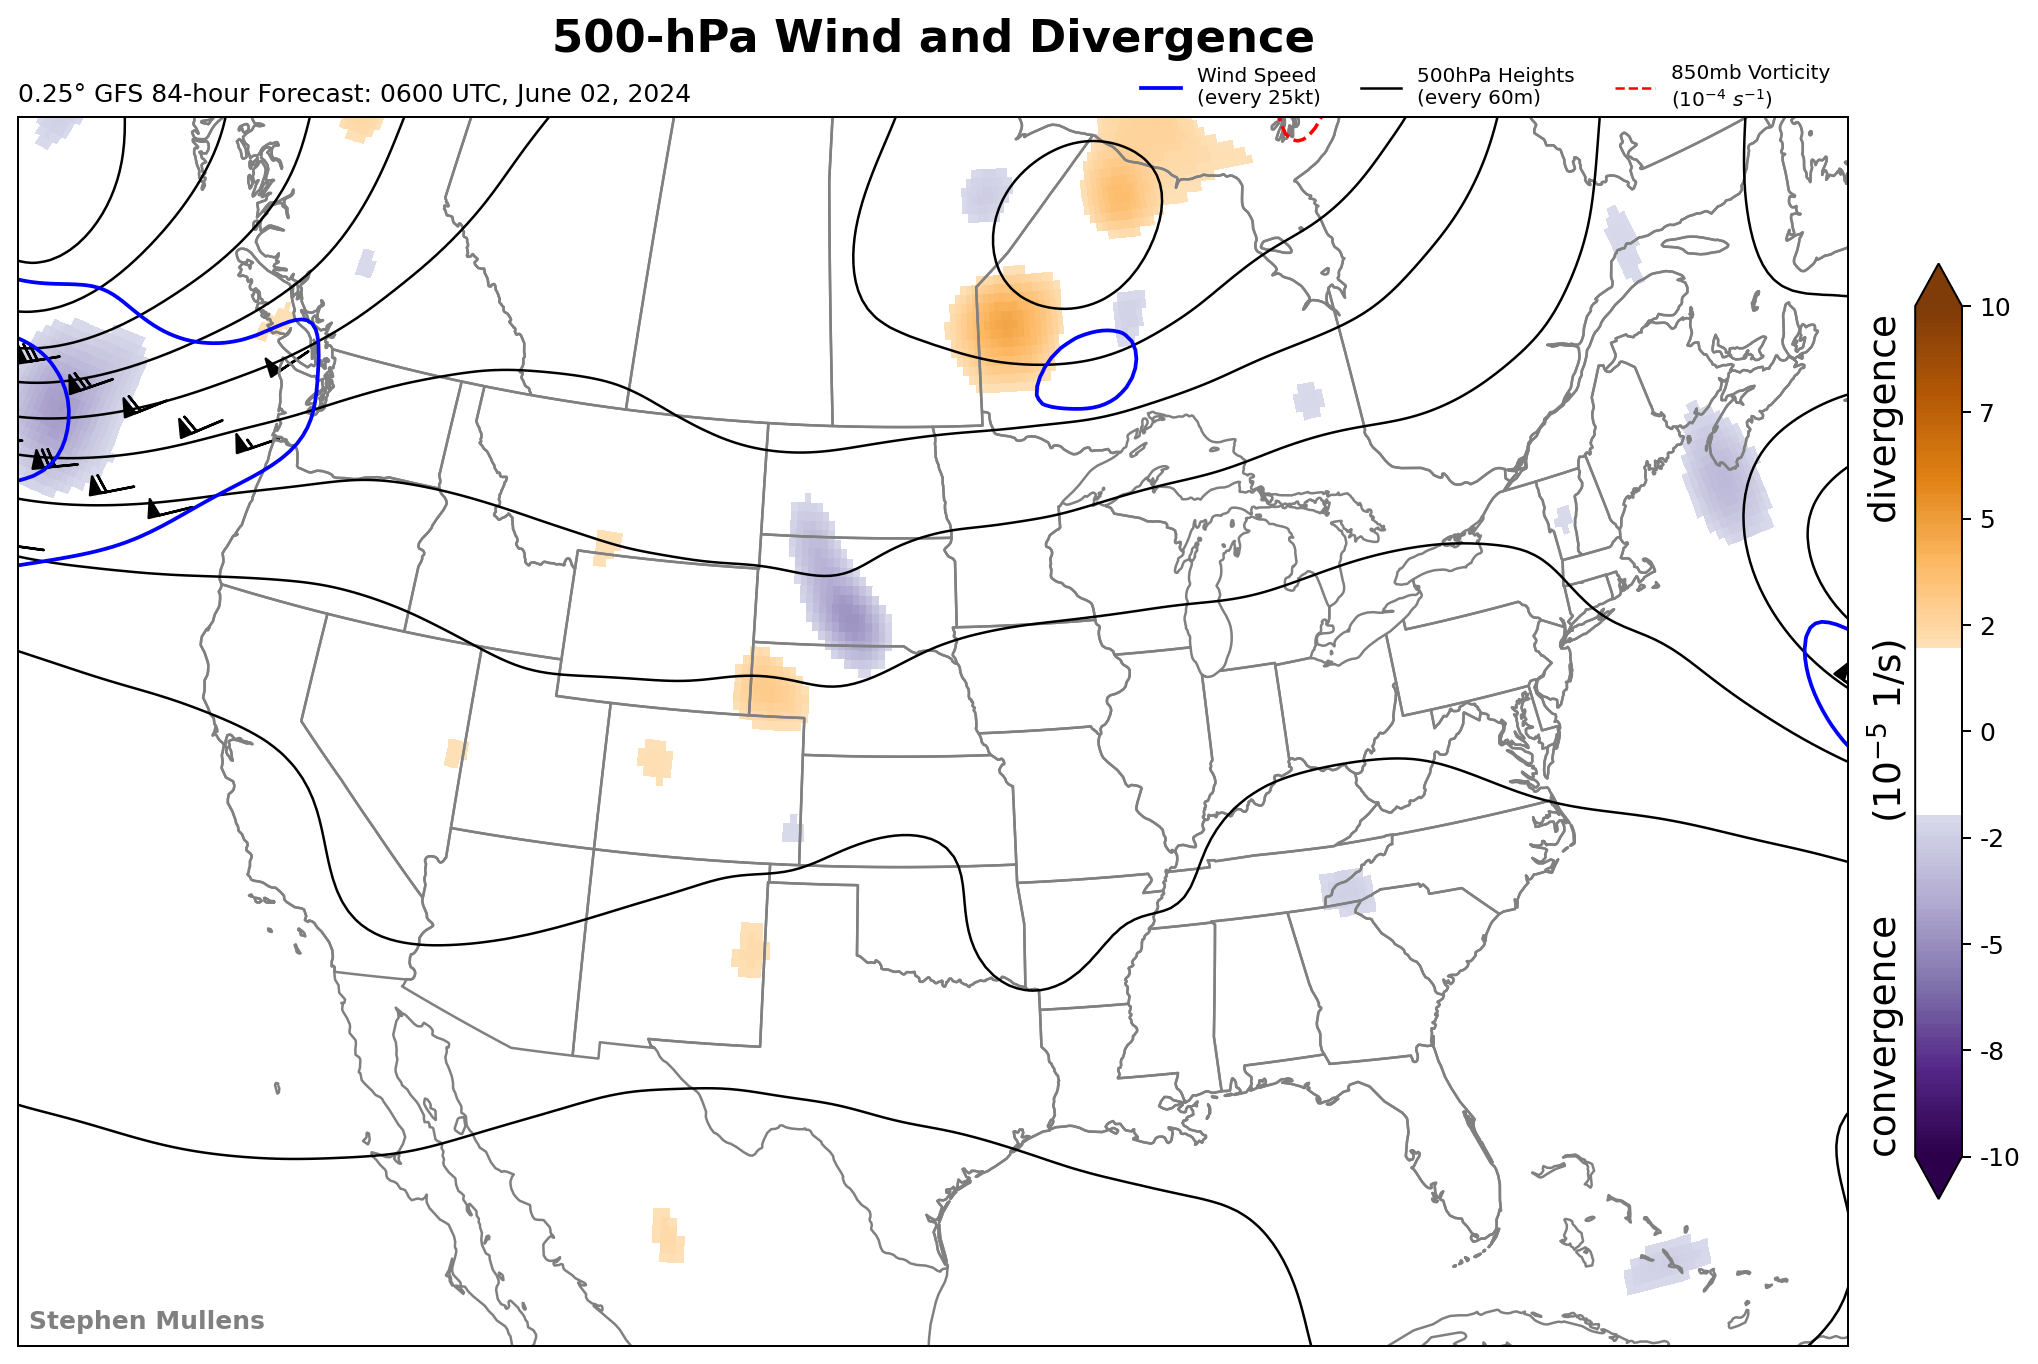 500-hPa Wind and Divergence
0.25° GFS 84-hour Forecast: 0600 UTC, June 02, 2024
Wind Speed
(every 25kt)
500hPa Heights
(every 60m)
850mb Vorticity
(10⁻⁴ s⁻¹)
divergence
(10⁻⁵ 1/s)
convergence
10
7
5
2
0
-2
-5
-8
-10
Stephen Mullens